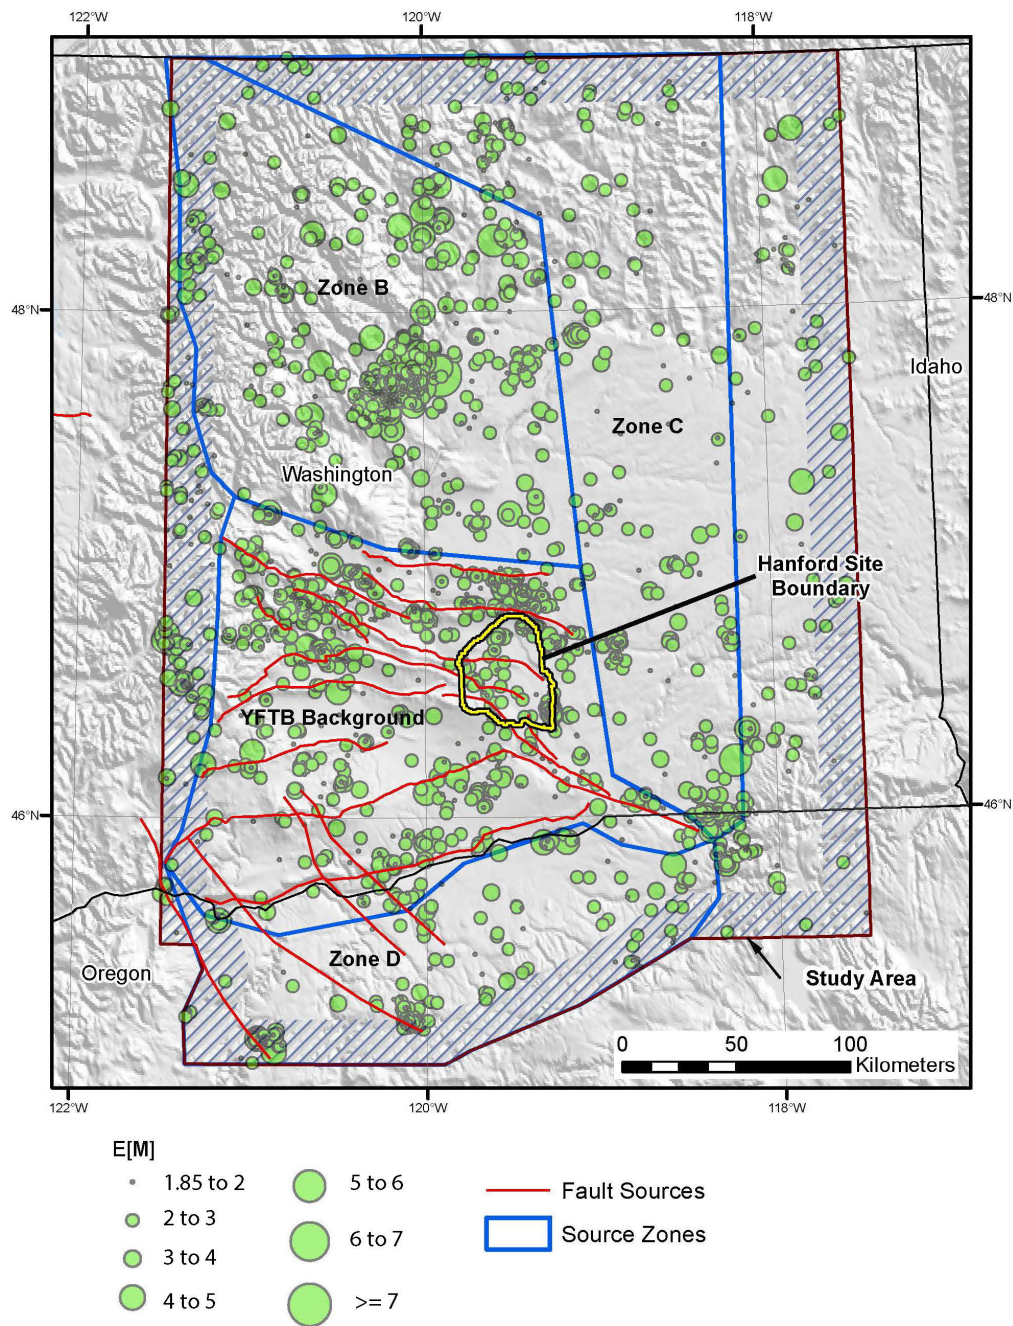 122°W 120°W 118°W
48°N 48°N
Zone B
Idaho
Zone C
Washington
Hanford Site
Boundary
YFTB Background
46°N 46°N
Zone D
Oregon
Study Area
0 50 100
Kilometers
122°W 120°W 118°W
E[M]
1.85 to 2
2 to 3
3 to 4
4 to 5
5 to 6
6 to 7
>= 7
Fault Sources
Source Zones